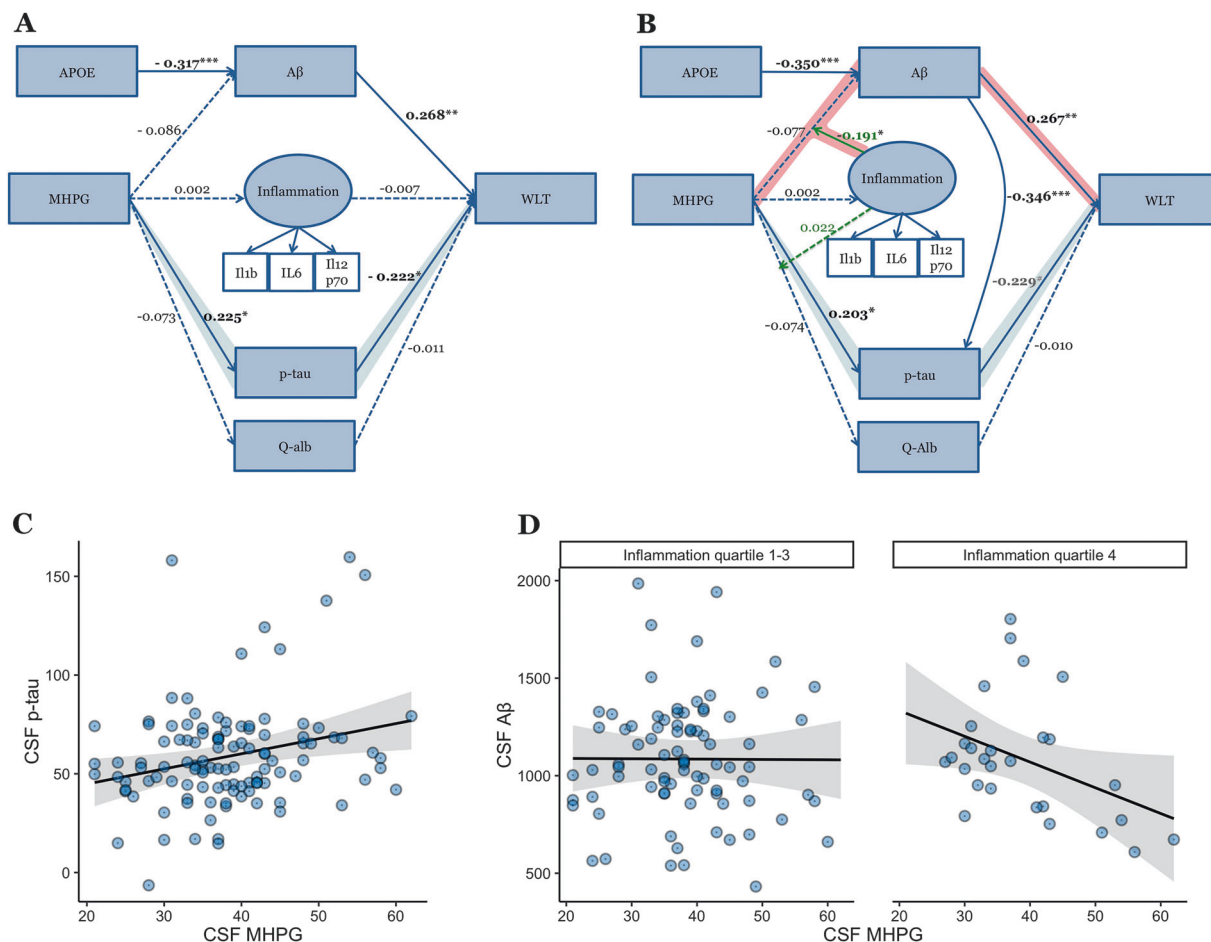 A
APOE
- 0.317***
Aβ
- 0.086
0.268**
MHPG
0.002
Inflammation
-0.007
WLT
Il1b
IL6
Il12
p70
-0.073
0.225*
- 0.222*
-0.011
p-tau
Q-alb
B
APOE
-0.350***
Aβ
-0.077
-0.191*
0.267**
MHPG
0.002
Inflammation
-0.346***
WLT
0.022
Il1b
IL6
Il12
p70
-0.074
0.203*
-0.010
p-tau
Q-Alb
C
CSF p-tau
150
100
50
0
20
30
40
50
60
CSF MHPG
D
Inflammation quartile 1-3
Inflammation quartile 4
CSF Aβ
2000
1500
1000
500
20
30
40
50
60
20
30
40
50
60
CSF MHPG